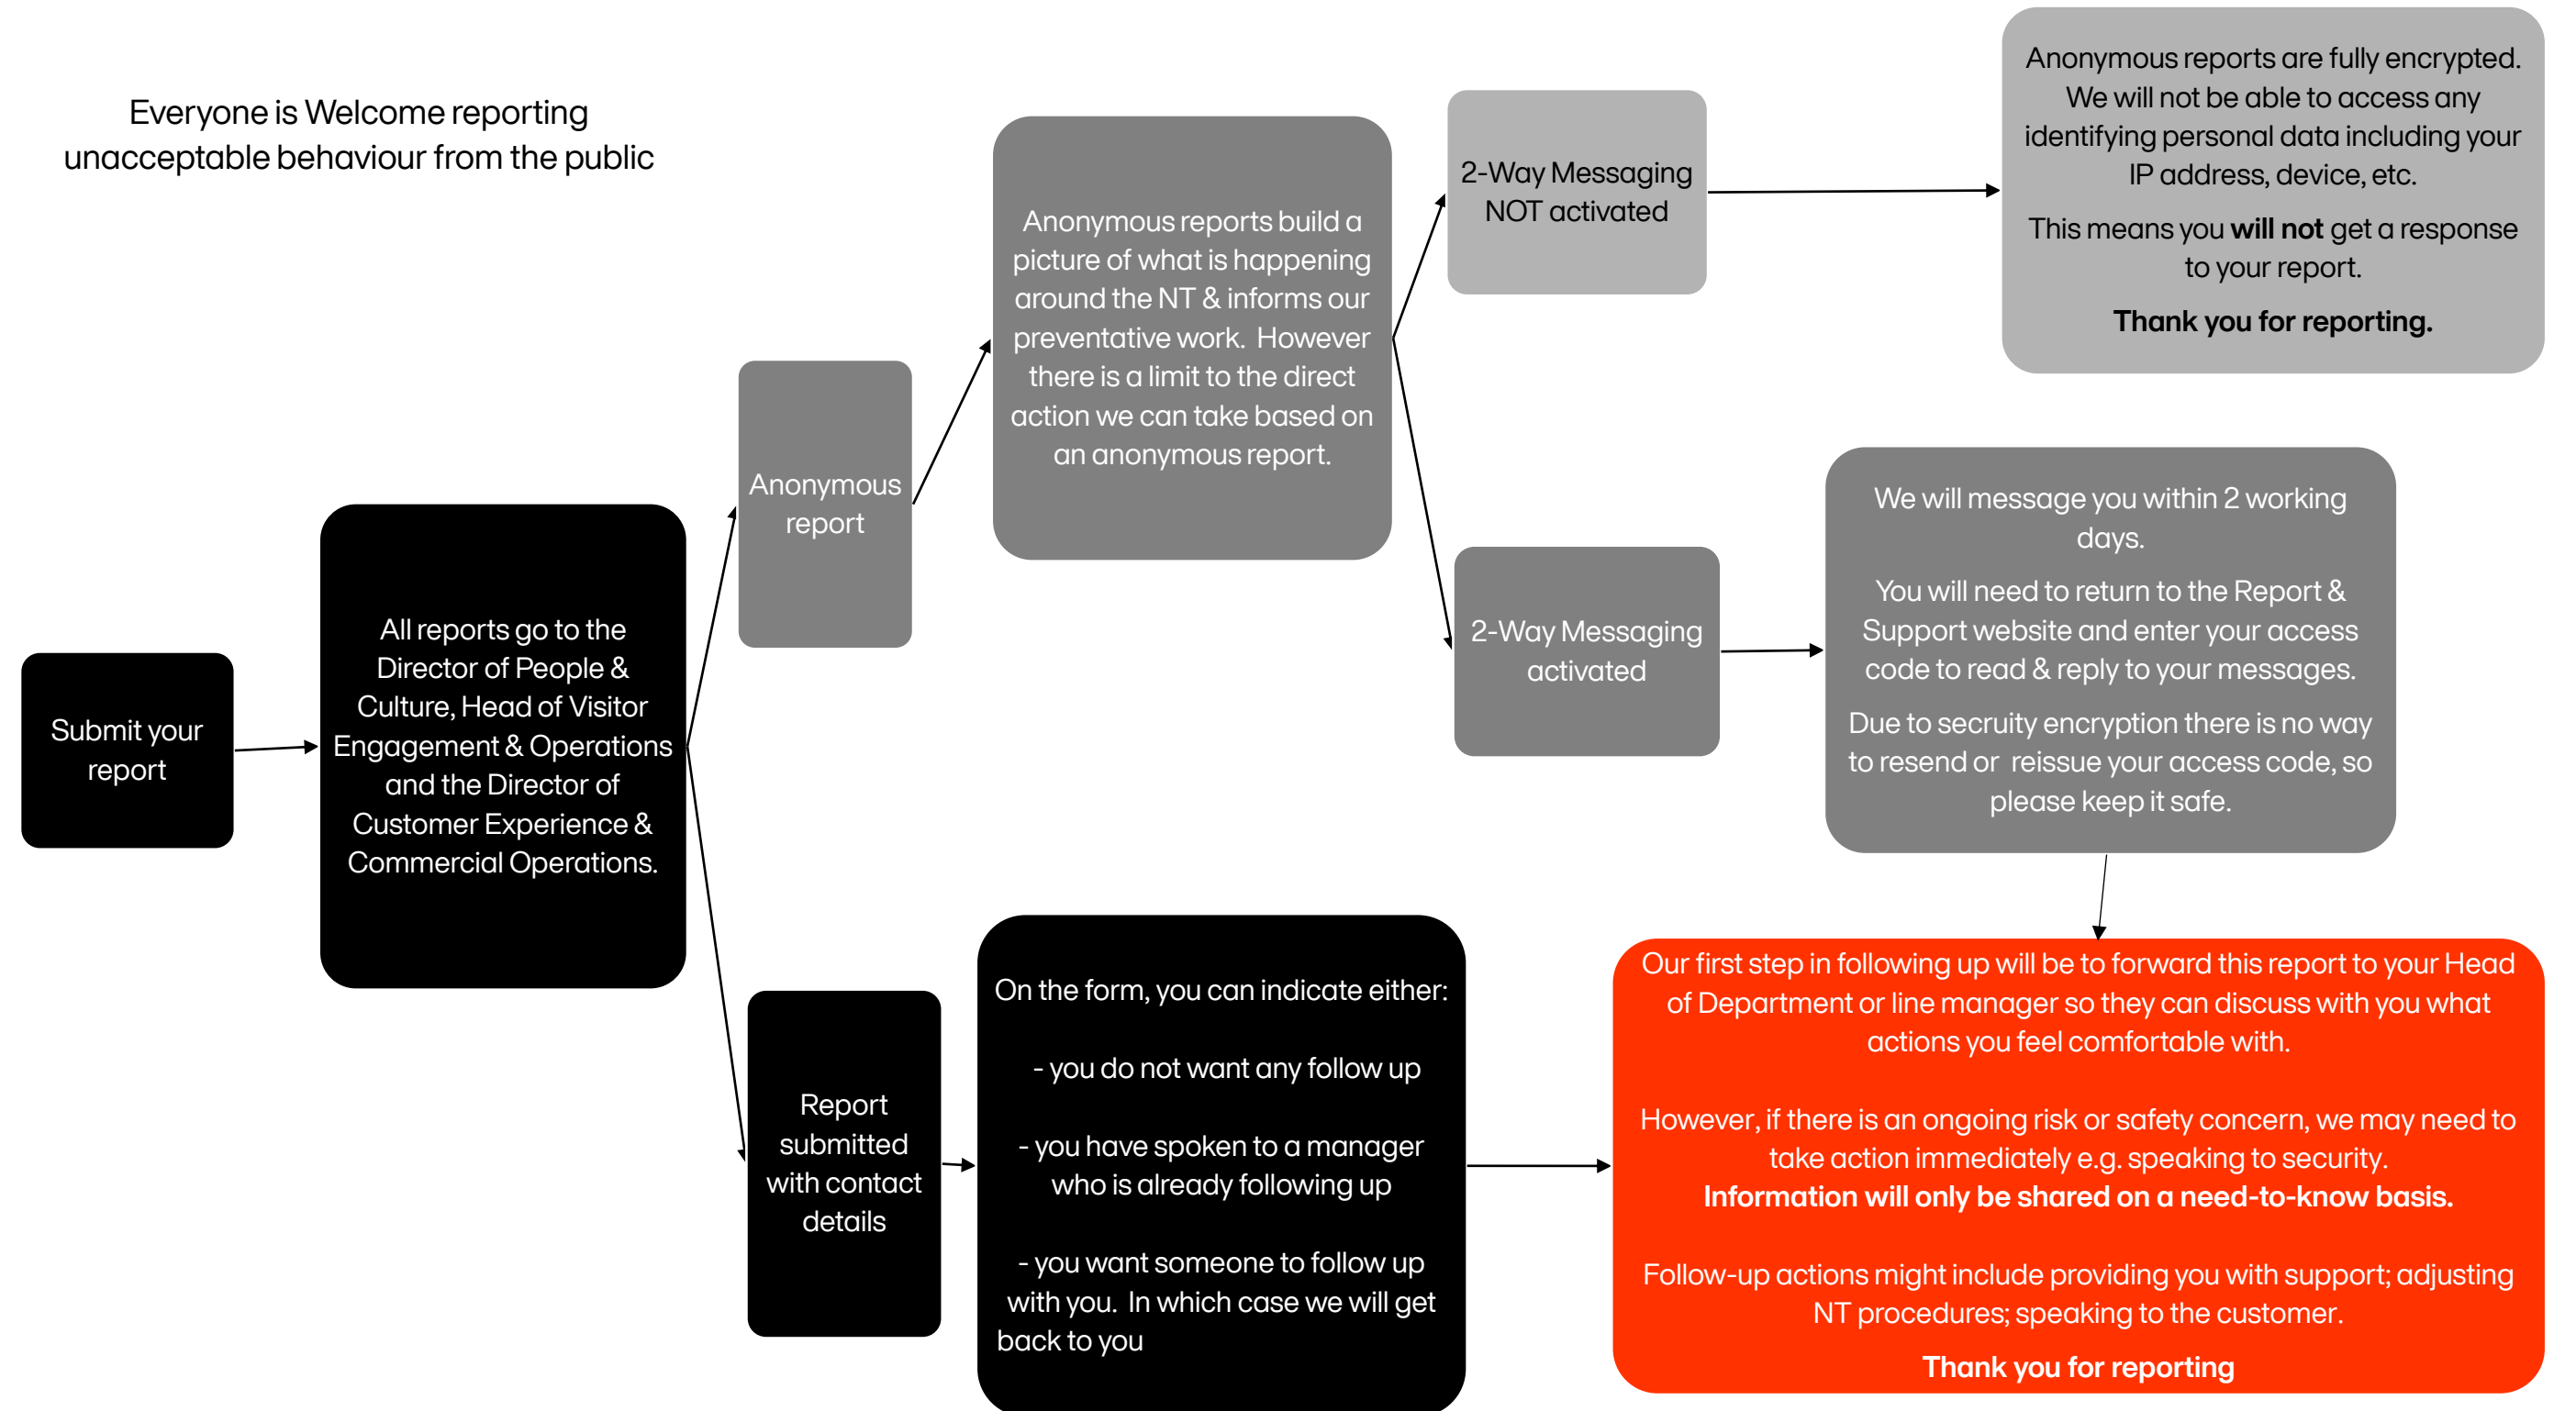 Everyone is Welcome reporting
unacceptable behaviour from the public
Submit your
report
All reports go to the
Director of People &
Culture, Head of Visitor
Engagement & Operations
and the Director of
Customer Experience &
Commercial Operations.
Anonymous
report
Anonymous reports build a
picture of what is happening
around the NT & informs our
preventative work.  However
there is a limit to the direct
action we can take based on
an anonymous report.
2-Way Messaging
NOT activated
Anonymous reports are fully encrypted.
We will not be able to access any
identifying personal data including your
IP address, device, etc.
This means you will not get a response
to your report.
Thank you for reporting.
2-Way Messaging
activated
We will message you within 2 working
days.
You will need to return to the Report &
Support website and enter your access
code to read & reply to your messages.
Due to secruity encryption there is no way
to resend or  reissue your access code, so
please keep it safe.
Report
submitted
with contact
details
On the form, you can indicate either:
- you do not want any follow up
- you have spoken to a manager
who is already following up
- you want someone to follow up
with you.  In which case we will get
back to you
Our first step in following up will be to forward this report to your Head
of Department or line manager so they can discuss with you what
actions you feel comfortable with.
However, if there is an ongoing risk or safety concern, we may need to
take action immediately e.g. speaking to security.
Information will only be shared on a need-to-know basis.
Follow-up actions might include providing you with support; adjusting
NT procedures; speaking to the customer.
Thank you for reporting